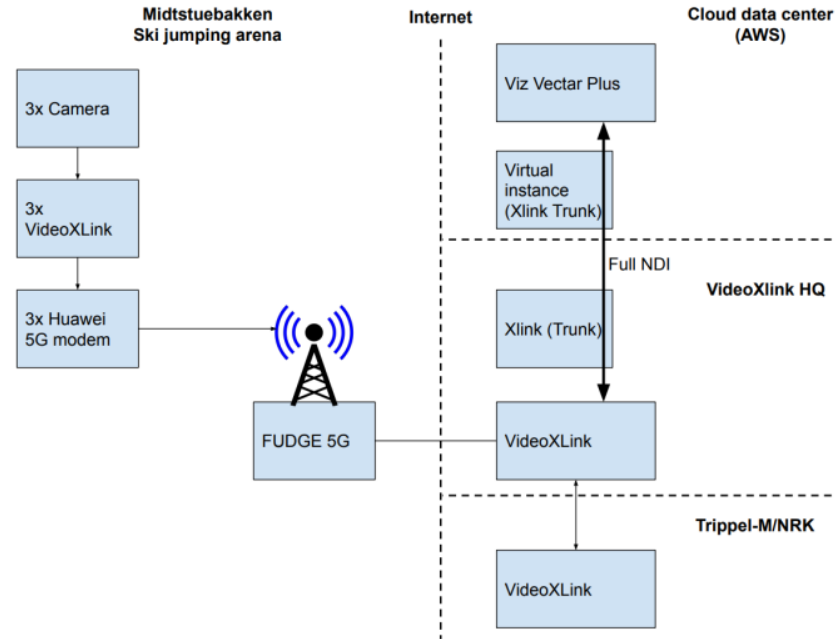 Midtstuebakken
Ski jumping arena
Internet
Cloud data center
(AWS)
3x Camera
3x
VideoXLink
3x Huawei
5G modem
FUDGE 5G
Viz Vectar Plus
Virtual
instance
(Xlink Trunk)
Full NDI
VideoXlink HQ
Xlink (Trunk)
VideoXLink
Trippel-M/NRK
VideoXLink